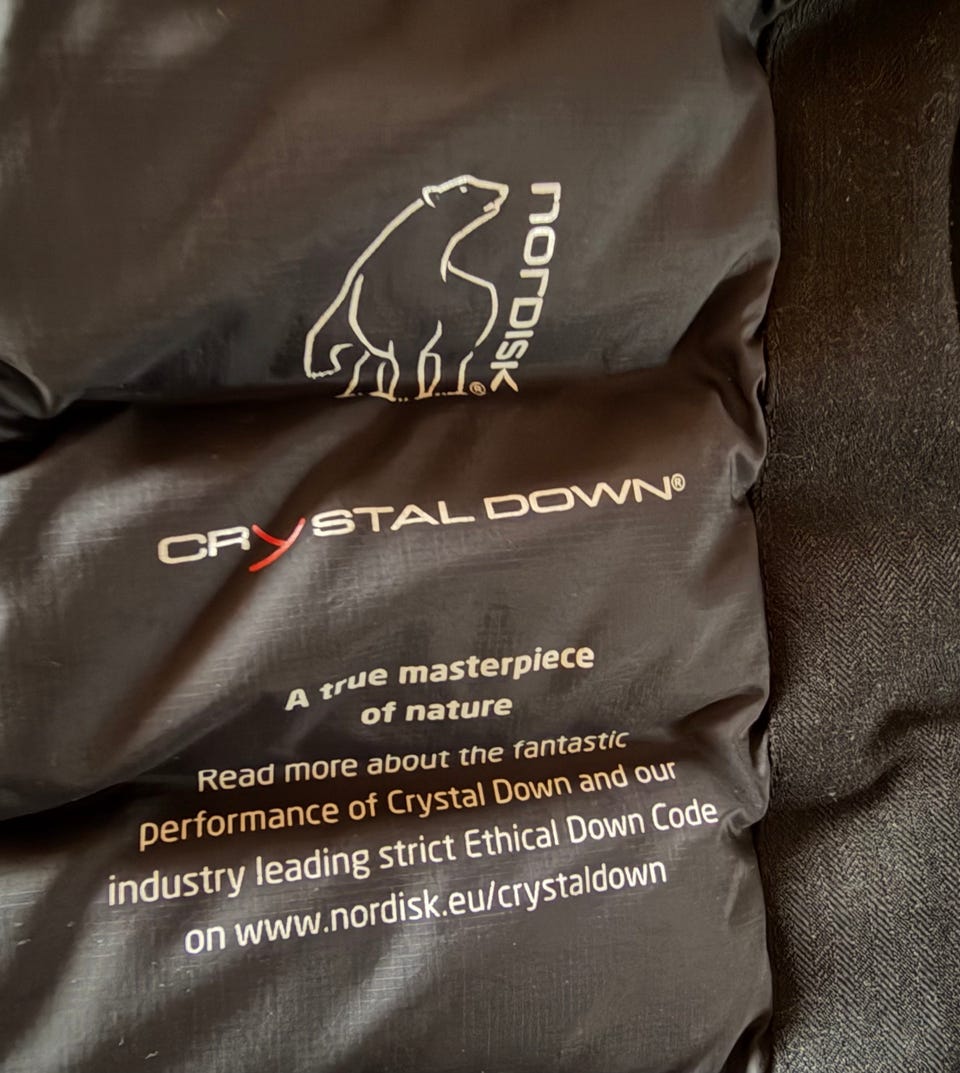 norDisk®
CRYSTAL DOWN®
A true masterpiece
of nature
Read more about the fantastic
performance of Crystal Down and our
industry leading strict Ethical Down Code
on www.nordisk.eu/crystaldown